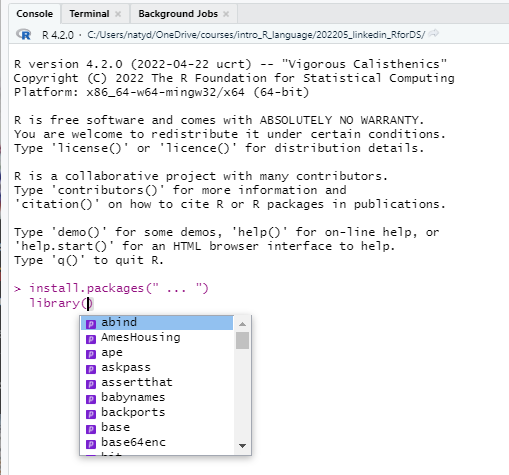 Console Terminal × Background Jobs ×
R 4.2.0 · C:/Users/natyd/OneDrive/courses/intro_R_language/202205_linkedin_RforDS/
R version 4.2.0 (2022-04-22 ucrt) -- "Vigorous Calisthenics"
Copyright (C) 2022 The R Foundation for Statistical Computing
Platform: x86_64-w64-mingw32/x64 (64-bit)
R is free software and comes with ABSOLUTELY NO WARRANTY.
You are welcome to redistribute it under certain conditions.
Type 'license()' or 'licence()' for distribution details.
R is a collaborative project with many contributors.
Type 'contributors()' for more information and
'citation()' on how to cite R or R packages in publications.
Type 'demo()' for some demos, 'help()' for on-line help, or
'help.start()' for an HTML browser interface to help.
Type 'q()' to quit R.
> install.packages(" ... ")
library()
abind
AmesHousing
ape
askpass
assertthat
babynames
backports
base
base64enc